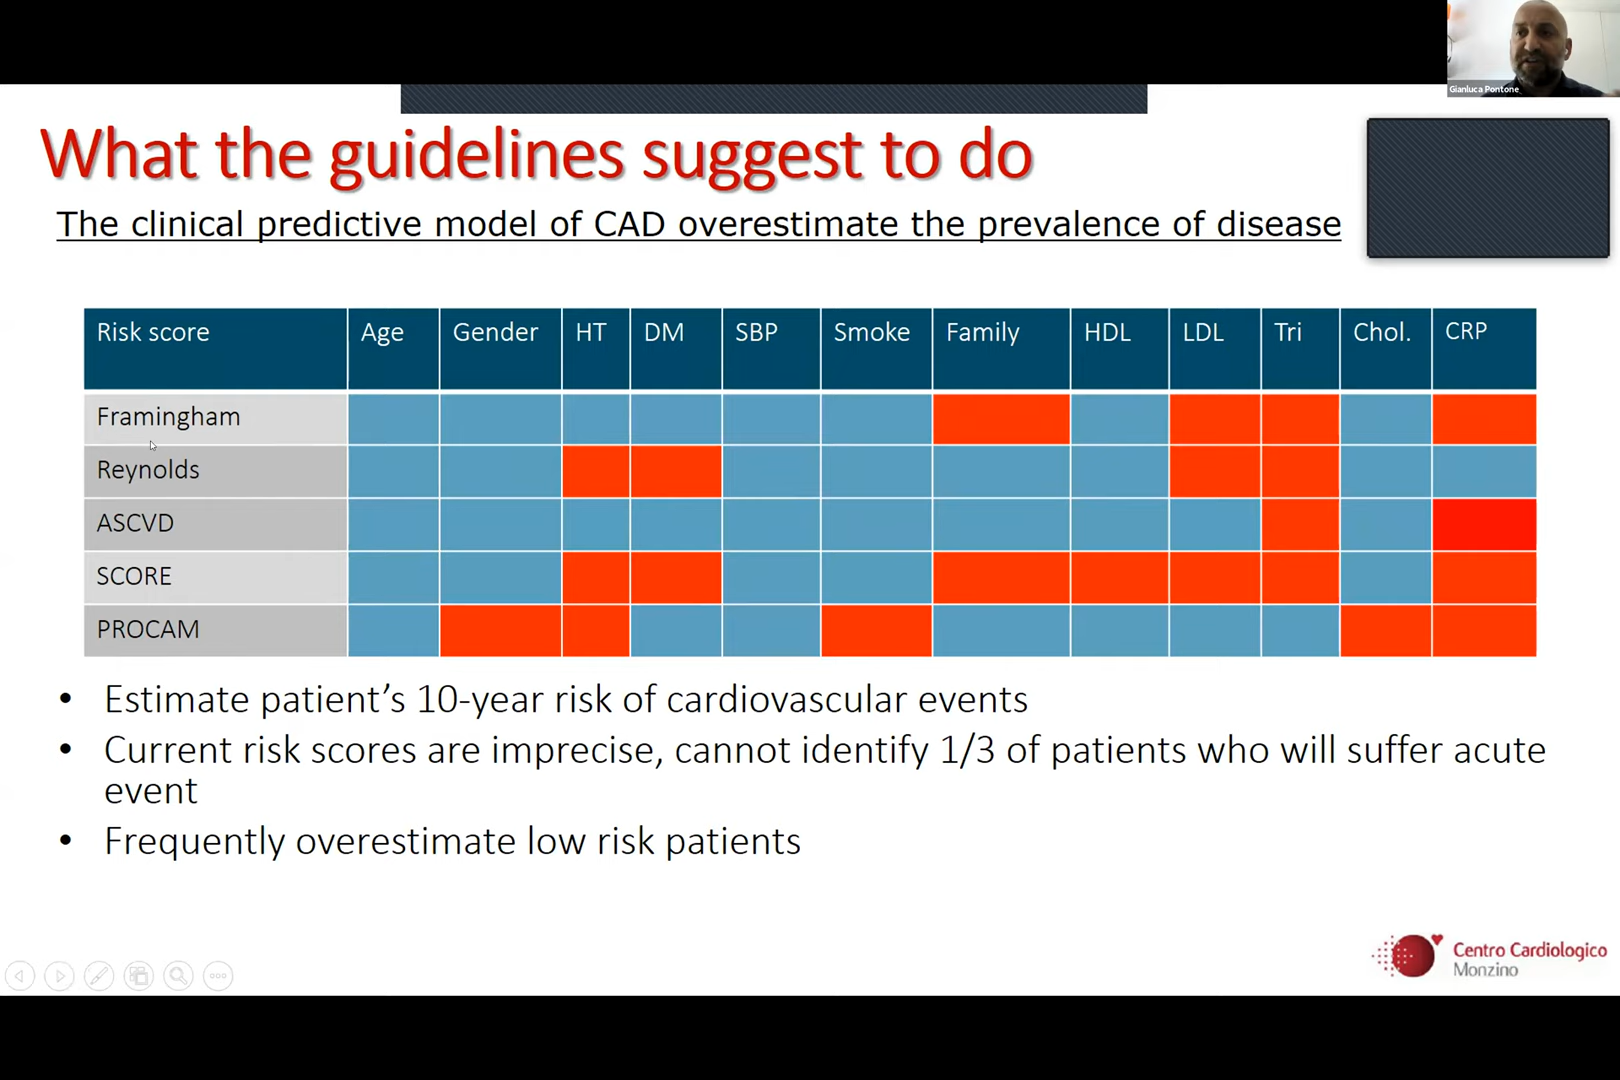 Gianluca Pontone
What the guidelines suggest to do
The clinical predictive model of CAD overestimate the prevalence of disease
Risk score Age Gender HT DM SBP Smoke Family HDL LDL Tri Chol. CRP
Framingham
Reynolds
ASCVD
SCORE
PROCAM
• Estimate patient’s 10-year risk of cardiovascular events
• Current risk scores are imprecise, cannot identify 1/3 of patients who will suffer acute
event
• Frequently overestimate low risk patients
Centro Cardiologico
Monzino